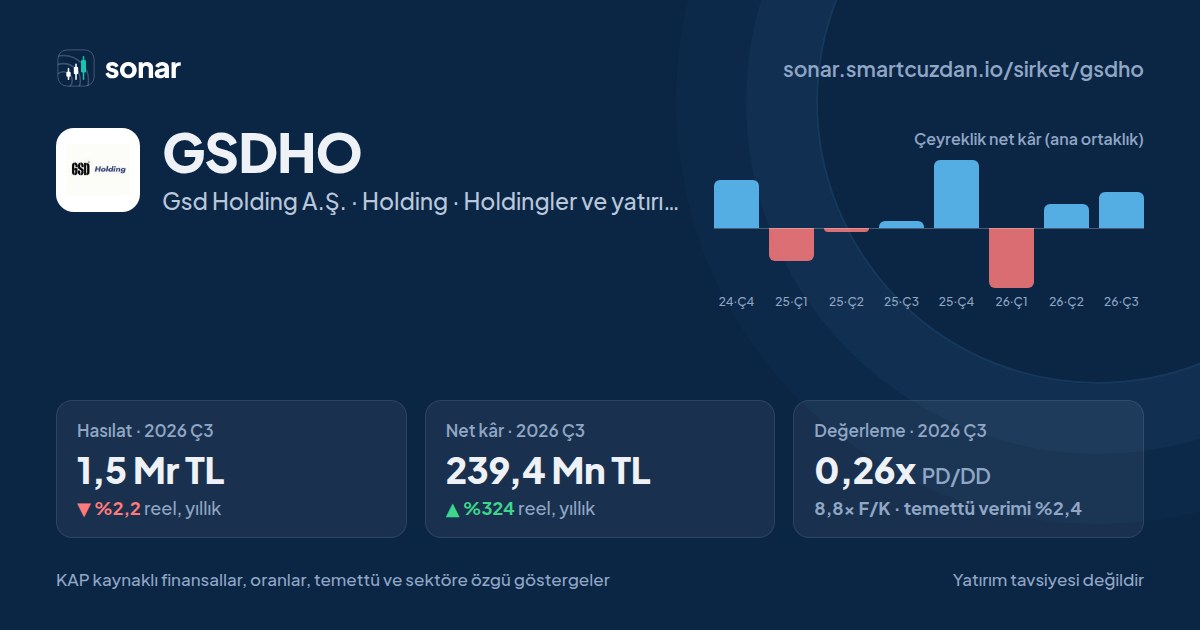 sonar
sonar.smartcuzdan.io/sirket/gsdho
GSD Holding
GSDHO
Gsd Holding A.Ş. · Holding · Holdingler ve yatırı...
Çeyreklik net kâr (ana ortaklık)
24·Ç4 25·Ç1 25·Ç2 25·Ç3 25·Ç4 26·Ç1 26·Ç2 26·Ç3
Hasılat · 2026 Ç3
1,5 Mr TL
▼ %2,2 reel, yıllık
Net kâr · 2026 Ç3
239,4 Mn TL
▲ %324 reel, yıllık
Değerleme · 2026 Ç3
0,26x PD/DD
8,8x F/K · temettü verimi %2,4
KAP kaynaklı finansallar, oranlar, temettü ve sektöre özgü göstergeler
Yatırım tavsiyesi değildir